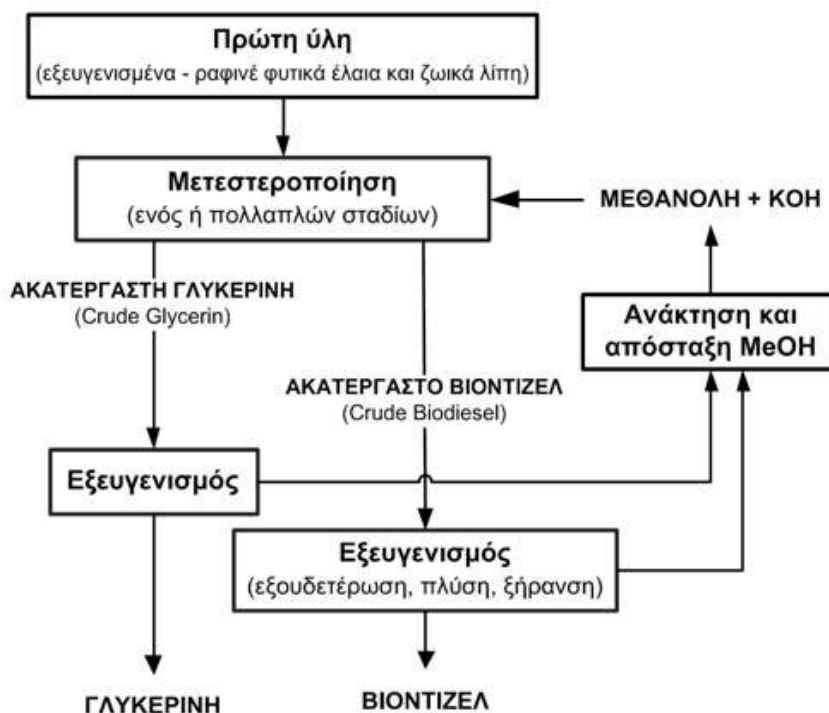 Πρώτη ύλη
(εξευγενισμένα - ραφινέ φυτικά έλαια και ζωικά λίπη)
Μετεστεροποίηση
(ενός ή πολλαπλών σταδίων)
ΜΕΘΑΝΟΛΗ + KOH
ΑΚΑΤΕΡΓΑΣΤΗ ΓΛΥΚΕΡΙΝΗ
(Crude Glycerin)
Ανάκτηση και
απόσταξη MeOH
ΑΚΑΤΕΡΓΑΣΤΟ ΒΙΟΝΤΙΖΕΛ
(Crude Biodiesel)
Εξευγενισμός
Εξευγενισμός
(εξουδετέρωση, πλύση, ξήρανση)
ΓΛΥΚΕΡΙΝΗ
ΒΙΟΝΤΙΖΕΛ